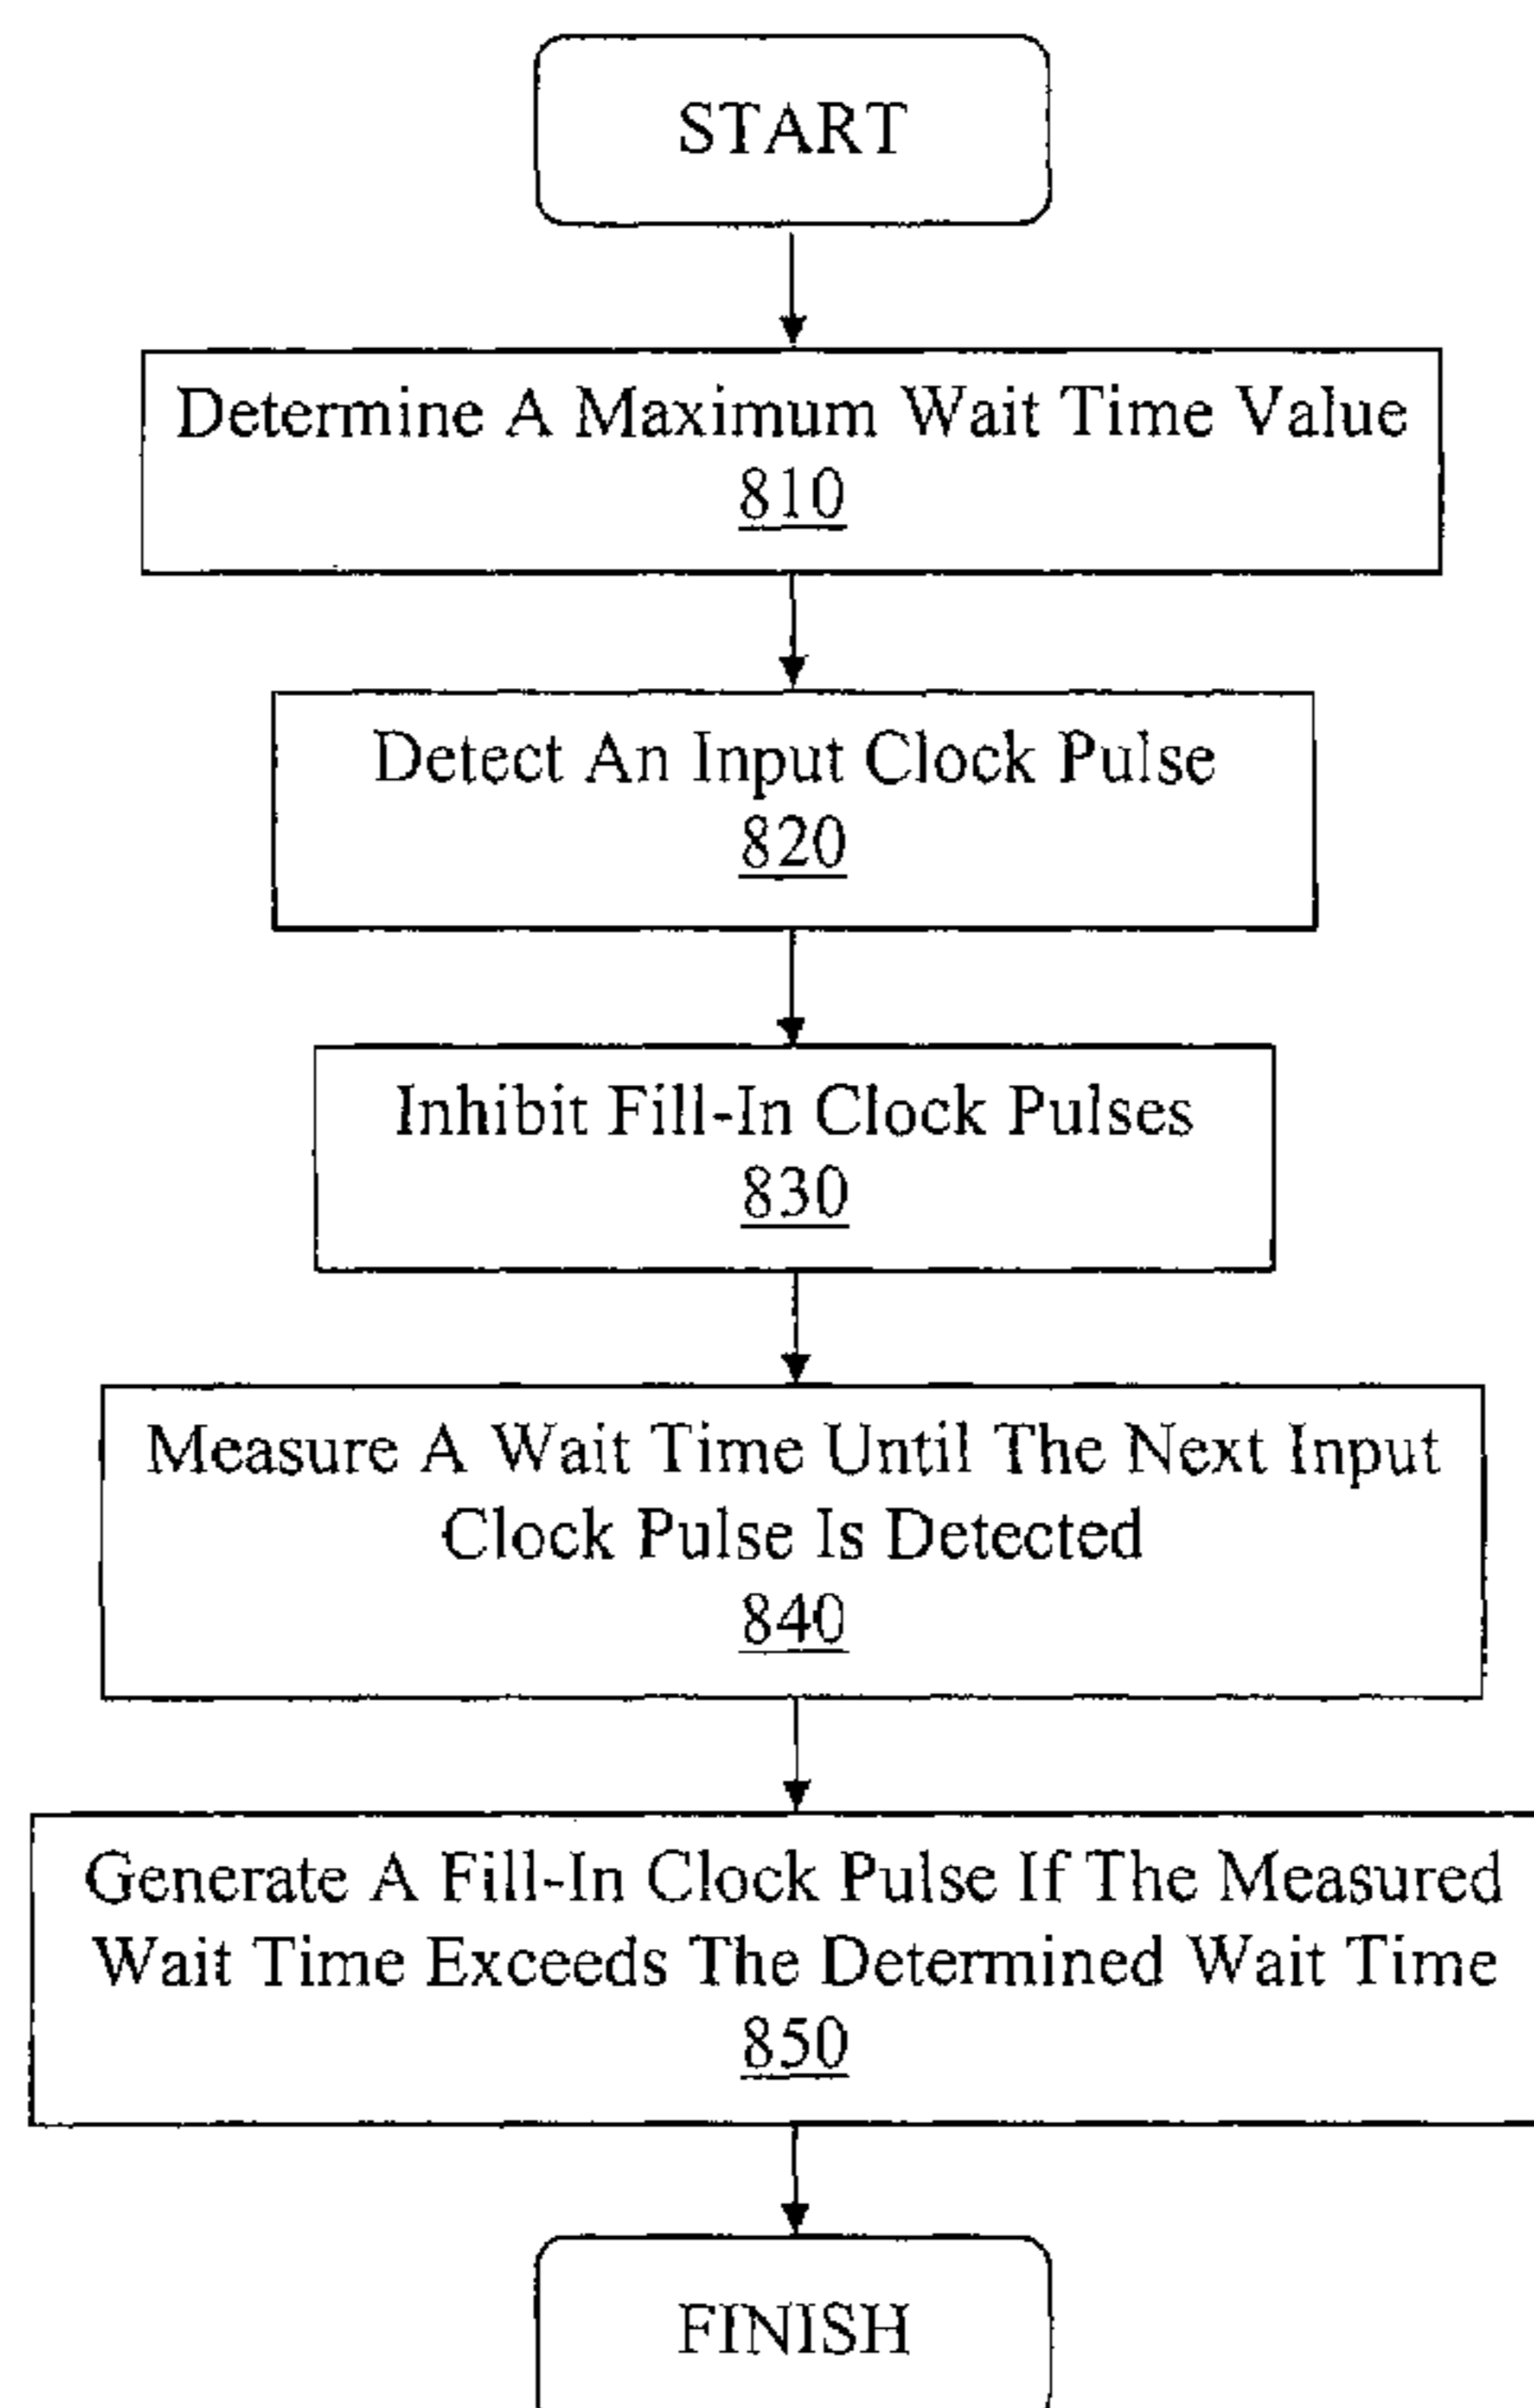 START
Determine A Maximum Wait Time Value
810
Detect An Input Clock Pulse
820
Inhibit Fill-In Clock Pulses
830
Measure A Wait Time Until The Next Input
Clock Pulse Is Detected
840
Generate A Fill-In Clock Pulse If The Measured
Wait Time Exceeds The Determined Wait Time
850
FINISH